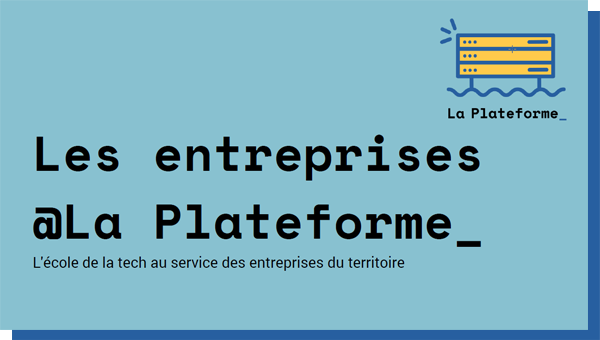 La Plateforme_
Les entreprises
@La Plateforme_
L'école de la tech au service des entreprises du territoire